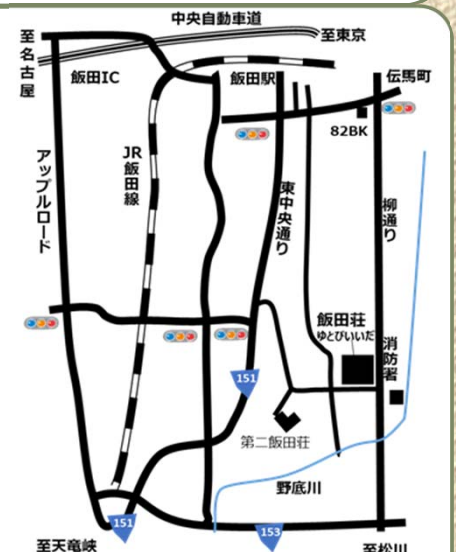 中央自動車道
至名古屋
至東京
飯田IC
飯田駅
伝馬町
82BK
アップルロード
JR飯田線
東中央通り
柳通り
飯田荘
ゆとぴいいだ
消防署
151
第二飯田荘
野底川
151
153
至天竜峡
至松川